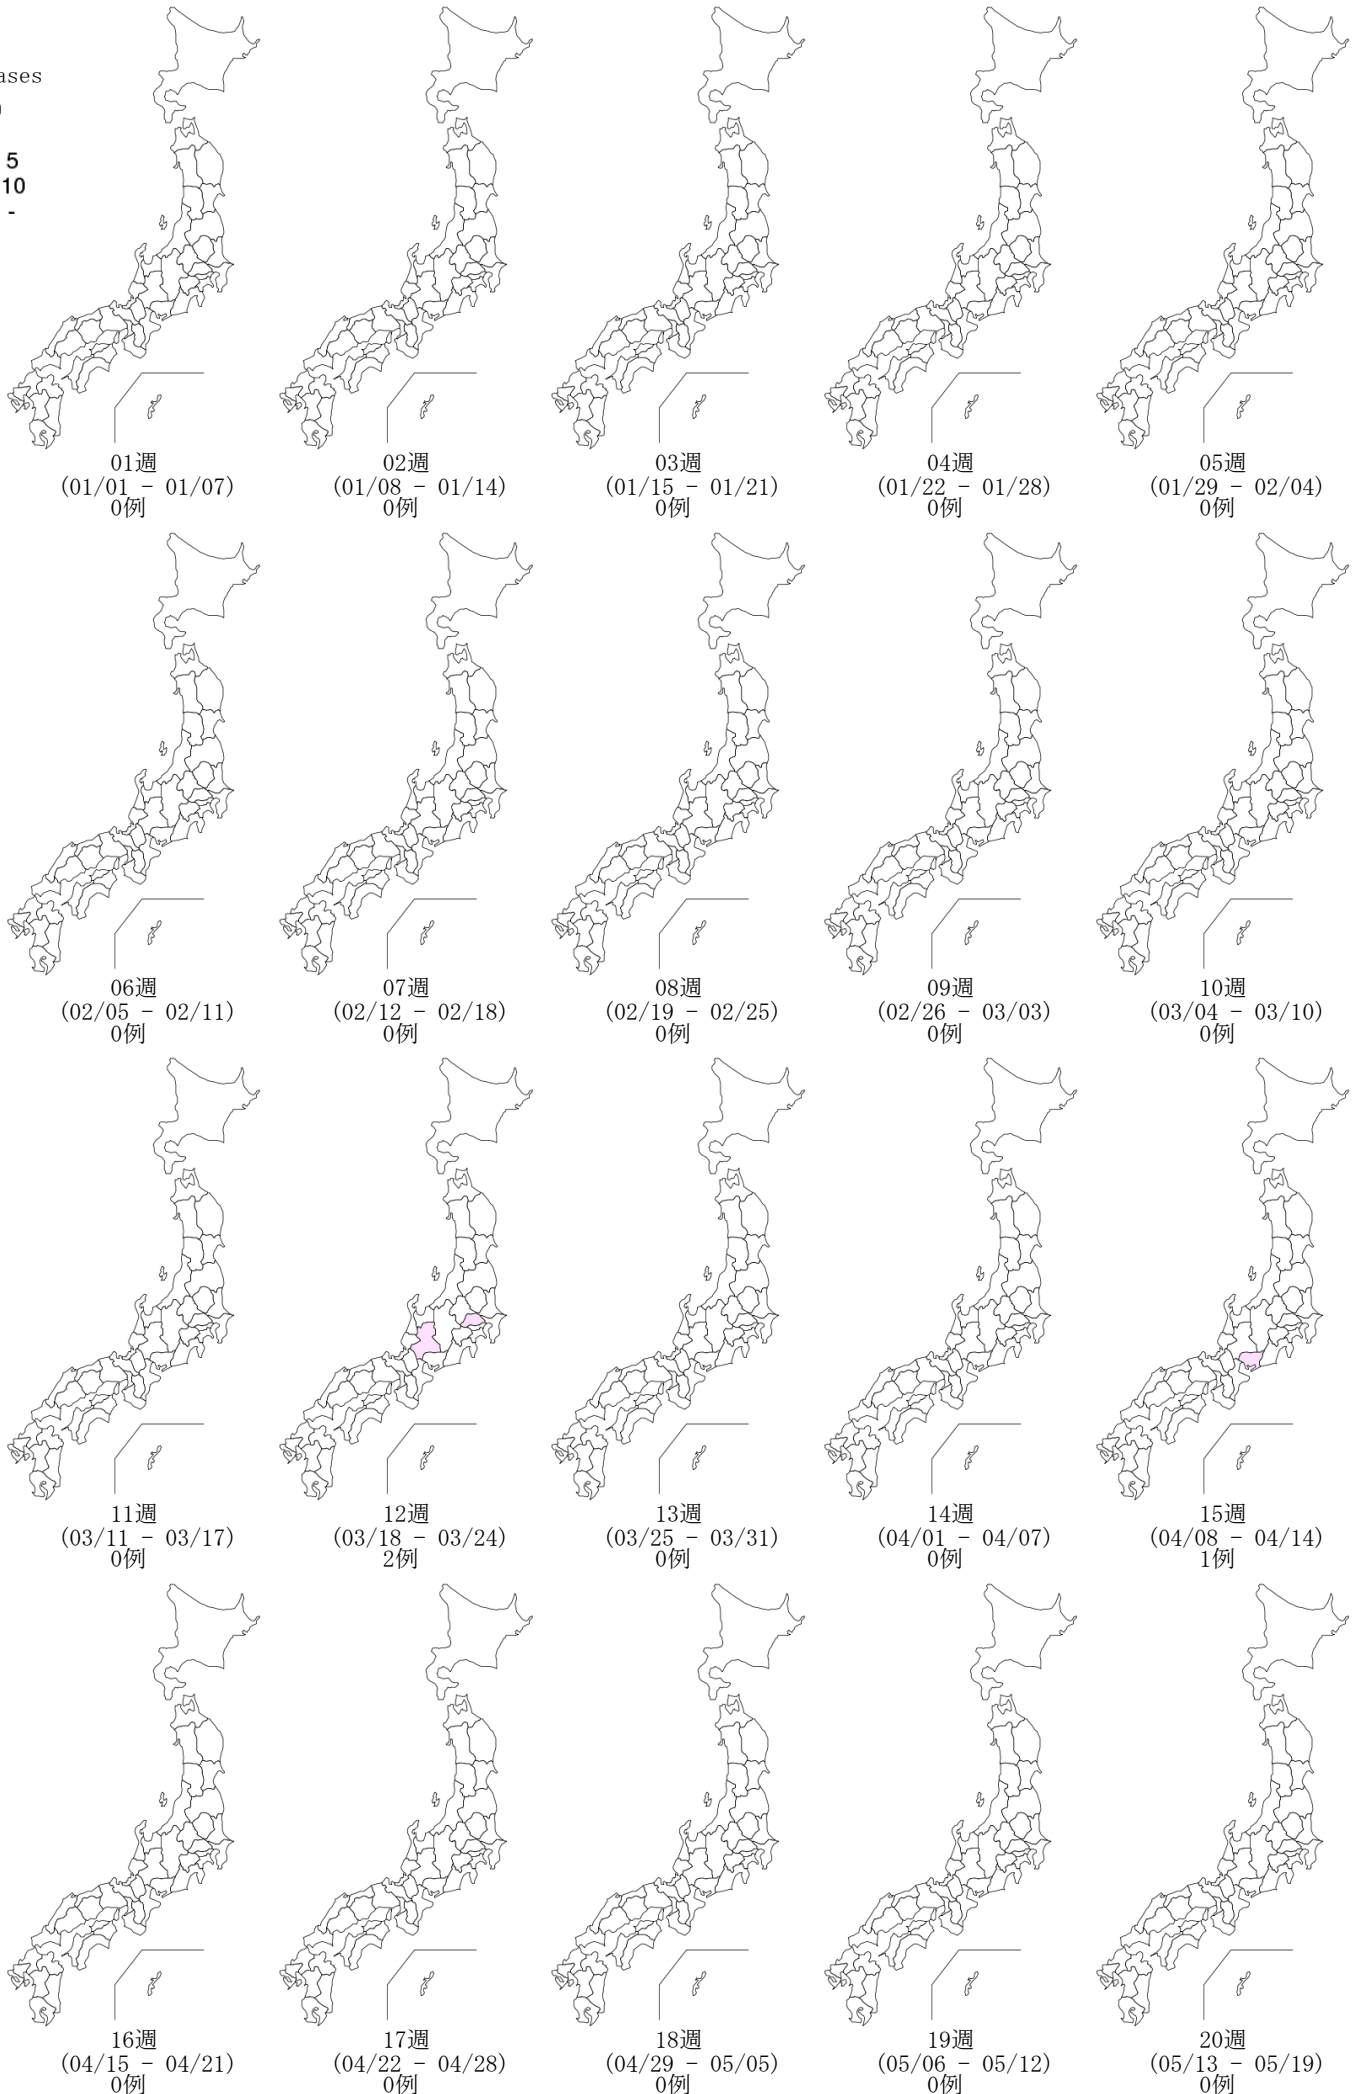 ases
5
10
-
01週
(01/01 - 01/07)
0例
02週
(01/08 - 01/14)
0例
03週
(01/15 - 01/21)
0例
04週
(01/22 - 01/28)
0例
05週
(01/29 - 02/04)
0例
06週
(02/05 - 02/11)
0例
07週
(02/12 - 02/18)
0例
08週
(02/19 - 02/25)
0例
09週
(02/26 - 03/03)
0例
10週
(03/04 - 03/10)
0例
11週
(03/11 - 03/17)
0例
12週
(03/18 - 03/24)
2例
13週
(03/25 - 03/31)
0例
14週
(04/01 - 04/07)
0例
15週
(04/08 - 04/14)
1例
16週
(04/15 - 04/21)
0例
17週
(04/22 - 04/28)
0例
18週
(04/29 - 05/05)
0例
19週
(05/06 - 05/12)
0例
20週
(05/13 - 05/19)
0例